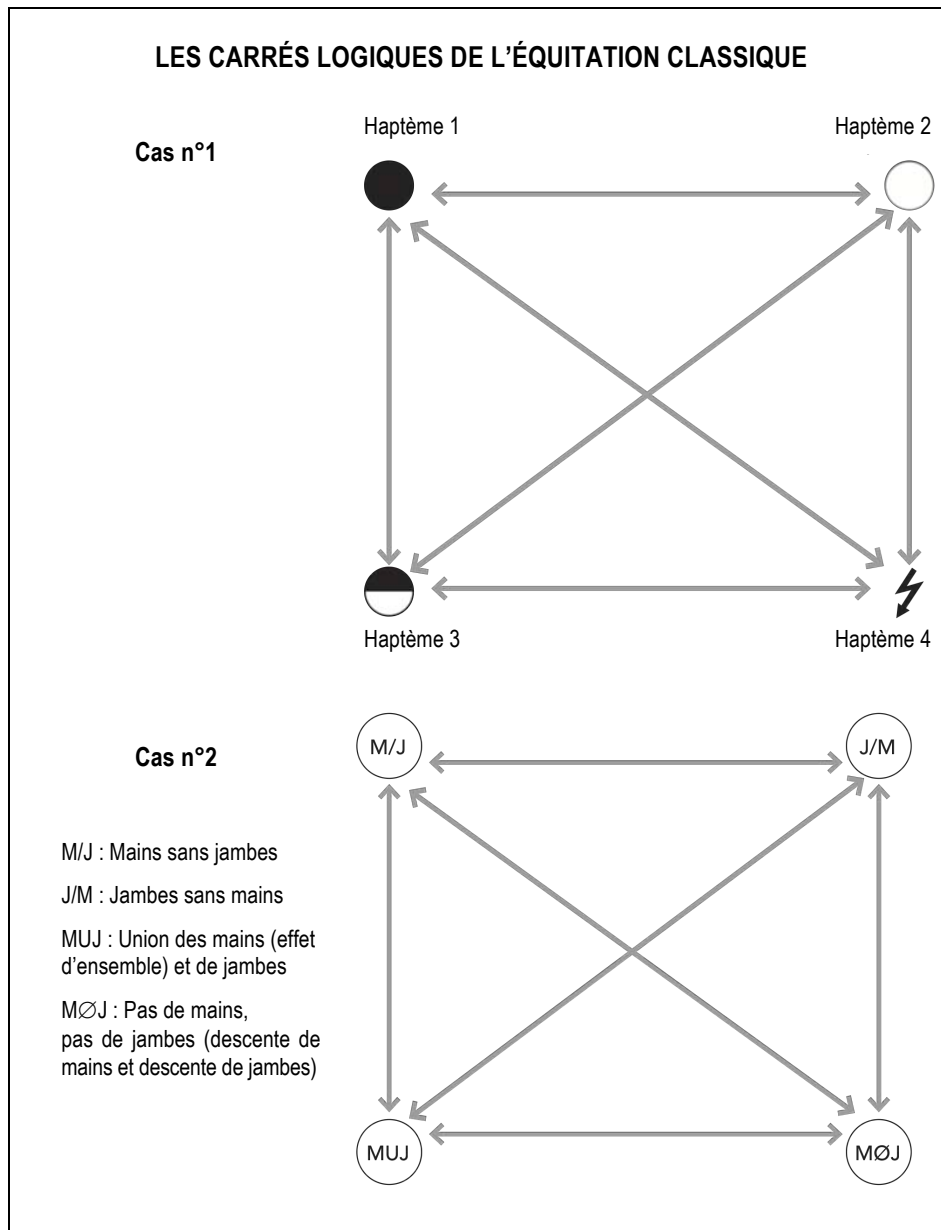 LES CARRÉS LOGIQUES DE L'ÉQUITATION CLASSIQUE
Haptème 1
Haptème 2
Cas n°1
Haptème 3
Haptème 4
M/J
J/M
Cas n°2
M/J : Mains sans jambes
J/M : Jambes sans mains
MUJ : Union des mains (effet
d'ensemble) et de jambes
M∅J : Pas de mains,
pas de jambes (descente de
mains et descente de jambes)
MUJ
MØJ